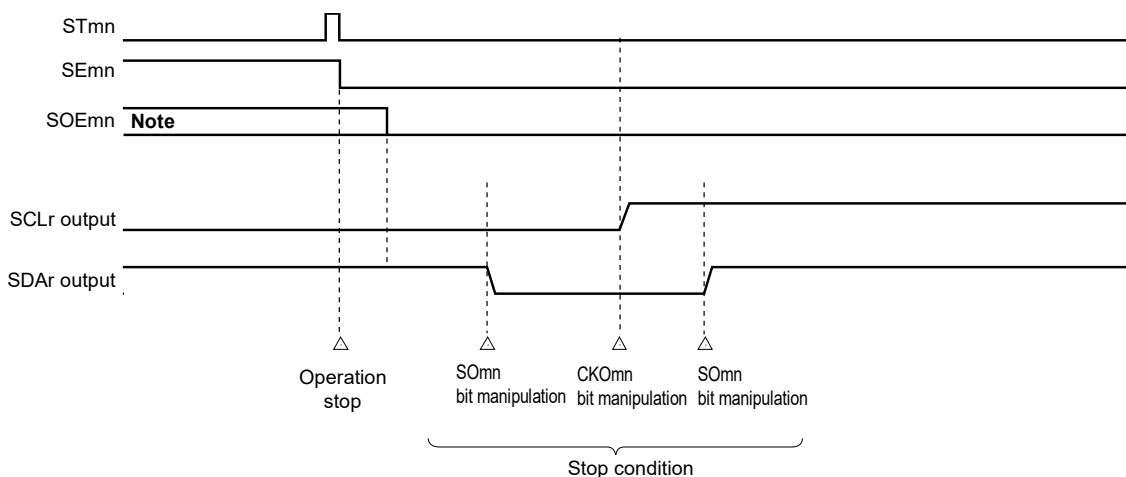 STmn
SEmn
SOEmn Note
SCLr output
SDAr output
Operation
stop
SOmn
bit manipulation
CKOmn
bit manipulation
SOmn
bit manipulation
Stop condition